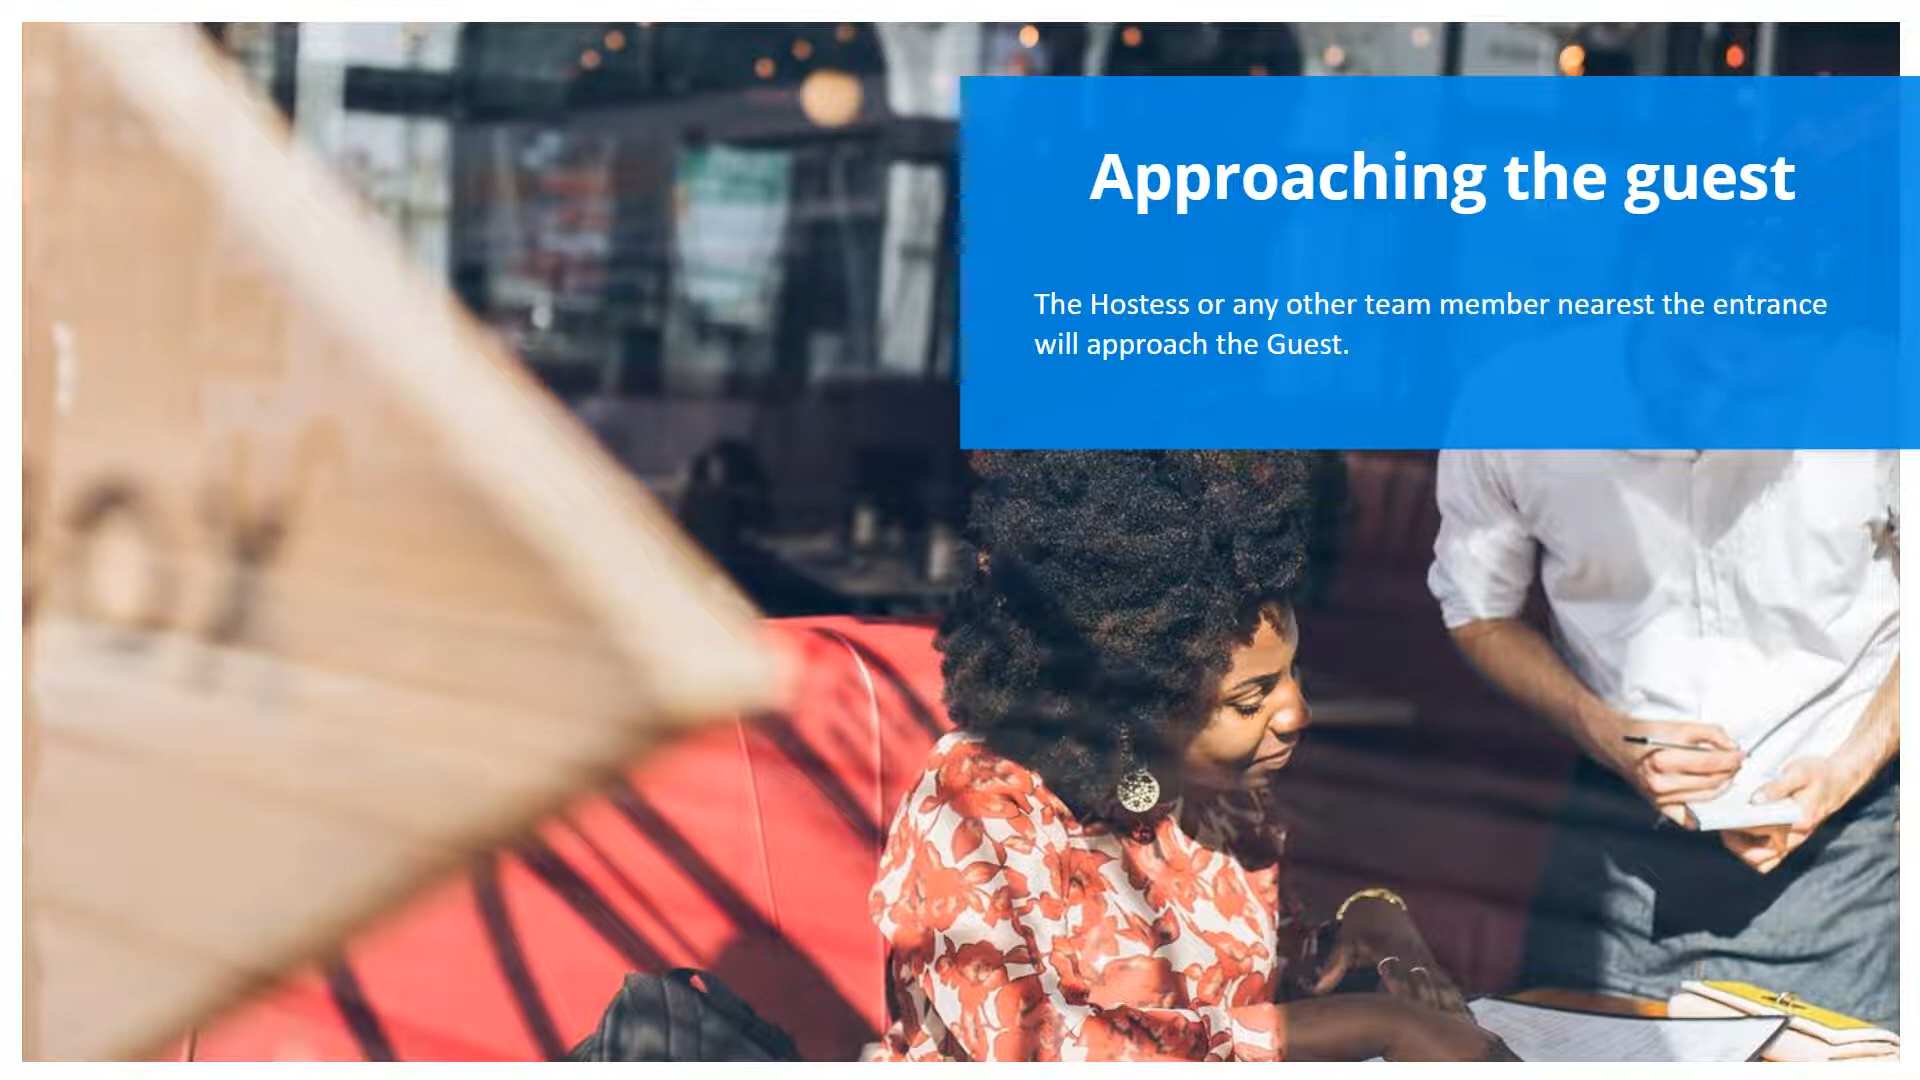 Approaching the guest
The Hostess or any other team member nearest the entrance
will approach the Guest.